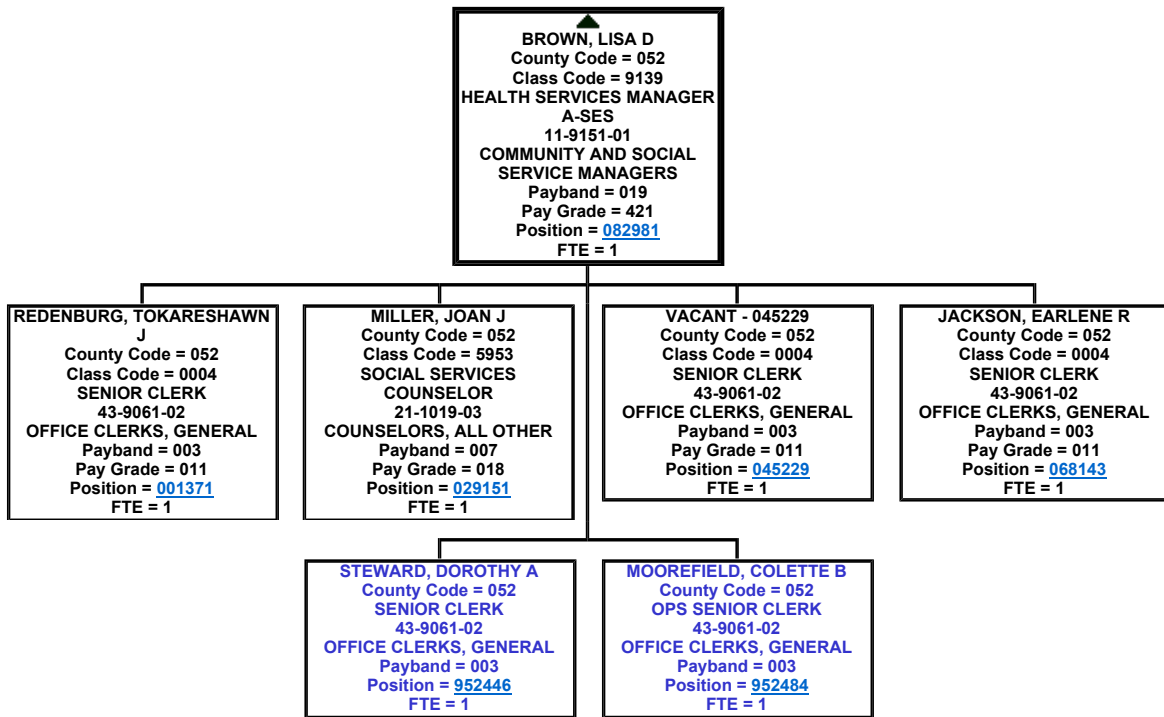 BROWN, LISA D
County Code = 052
Class Code = 9139
HEALTH SERVICES MANAGER
A-SES
11-9151-01
COMMUNITY AND SOCIAL
SERVICE MANAGERS
Payband = 019
Pay Grade = 421
Position = 082981
FTE = 1
REDENBURG, TOKARESHAWN
J
County Code = 052
Class Code = 0004
SENIOR CLERK
43-9061-02
OFFICE CLERKS, GENERAL
Payband = 003
Pay Grade = 011
Position = 001371
FTE = 1
MILLER, JOAN J
County Code = 052
Class Code = 5953
SOCIAL SERVICES
COUNSELOR
21-1019-03
COUNSELORS, ALL OTHER
Payband = 007
Pay Grade = 018
Position = 029151
FTE = 1
VACANT - 045229
County Code = 052
Class Code = 0004
SENIOR CLERK
43-9061-02
OFFICE CLERKS, GENERAL
Payband = 003
Pay Grade = 011
Position = 045229
FTE = 1
JACKSON, EARLENE R
County Code = 052
Class Code = 0004
SENIOR CLERK
43-9061-02
OFFICE CLERKS, GENERAL
Payband = 003
Pay Grade = 011
Position = 068143
FTE = 1
STEWARD, DOROTHY A
County Code = 052
SENIOR CLERK
43-9061-02
OFFICE CLERKS, GENERAL
Payband = 003
Position = 952446
FTE = 1
MOOREFIELD, COLETTE B
County Code = 052
OPS SENIOR CLERK
43-9061-02
OFFICE CLERKS, GENERAL
Payband = 003
Position = 952484
FTE = 1